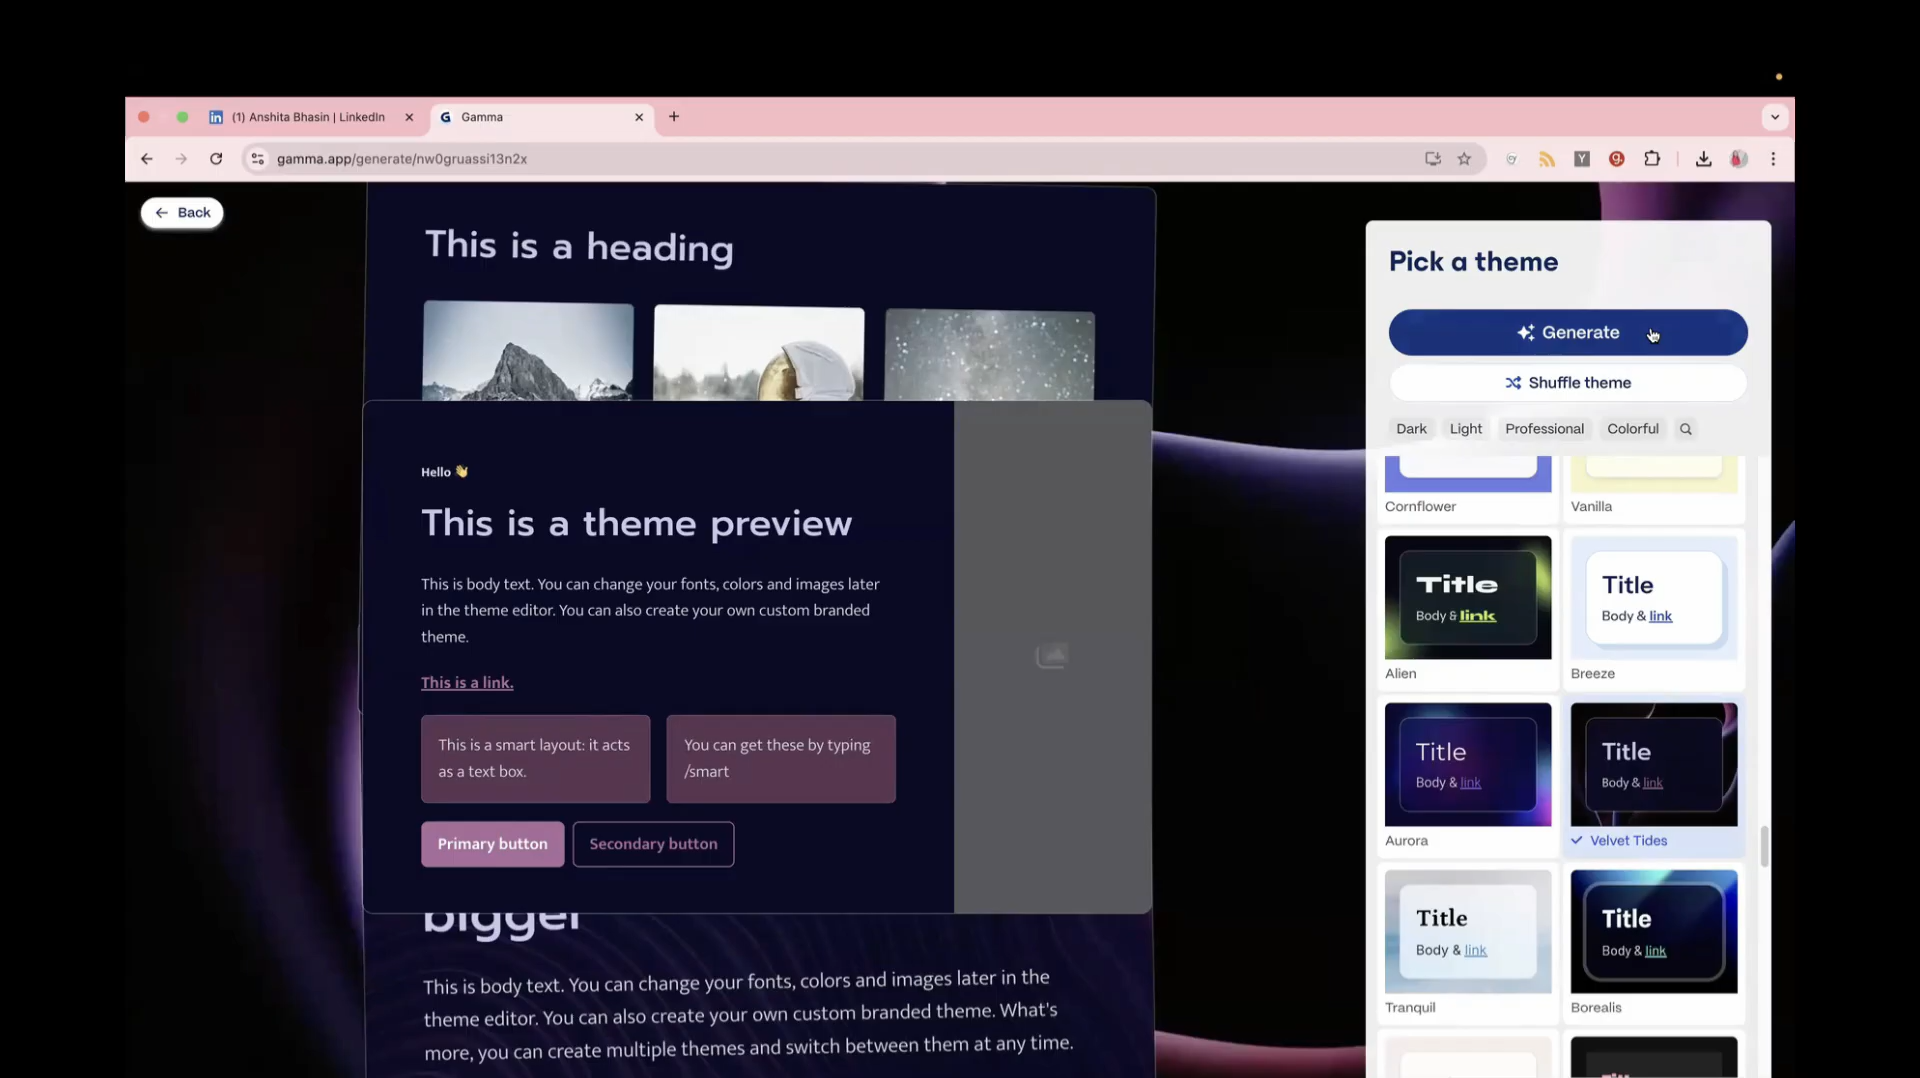 (1) Anshita Bhasin | LinkedIn
Gamma
gamma.app/generate/nw0gruassi13n2x
Back
This is a heading
Hello 👋
This is a theme preview
This is body text. You can change your fonts, colors and images later
in the theme editor. You can also create your own custom branded
theme.
This is a link.
This is a smart layout: it acts
as a text box.
You can get these by typing
/smart
Primary button
Secondary button
bigger
This is body text. You can change your fonts, colors and images later in the
theme editor. You can also create your own custom branded theme. What's
more, you can create multiple themes and switch between them at any time.
Pick a theme
Generate
Shuffle theme
Dark Light Professional Colorful
Cornflower
Vanilla
Title
Body & link
Alien
Title
Body & link
Breeze
Title
Body & link
Aurora
Title
Body & link
Velvet Tides
Title
Body & link
Tranquil
Title
Body & link
Borealis